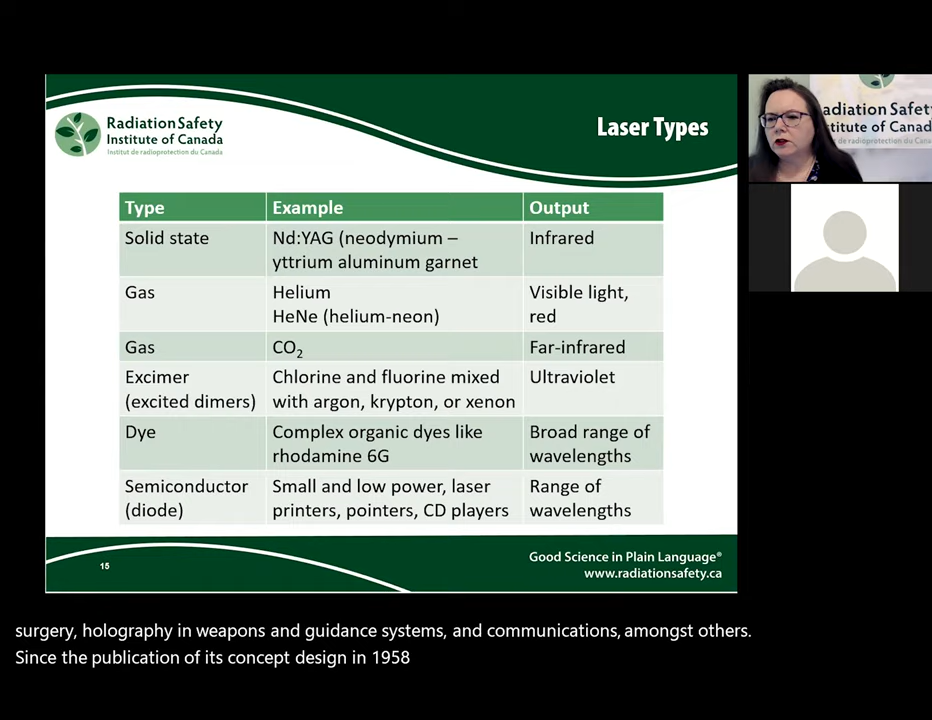 Radiation Safety
Institute of Canada
Institut de radioprotection du Canada
Laser Types
Type Example Output
Solid state Nd:YAG (neodymium – Infrared
yttrium aluminum garnet
Gas Helium Visible light,
HeNe (helium-neon) red
Gas CO₂ Far-infrared
Excimer Chlorine and fluorine mixed Ultraviolet
(excited dimers) with argon, krypton, or xenon
Dye Complex organic dyes like Broad range of
rhodamine 6G wavelengths
Semiconductor Small and low power, laser Range of
(diode) printers, pointers, CD players wavelengths
15
Good Science in Plain Language®
www.radiationsafety.ca
adiation Safety
titute of Canad
de radioprotection du Cana
surgery, holography in weapons and guidance systems, and communications, amongst others.
Since the publication of its concept design in 1958